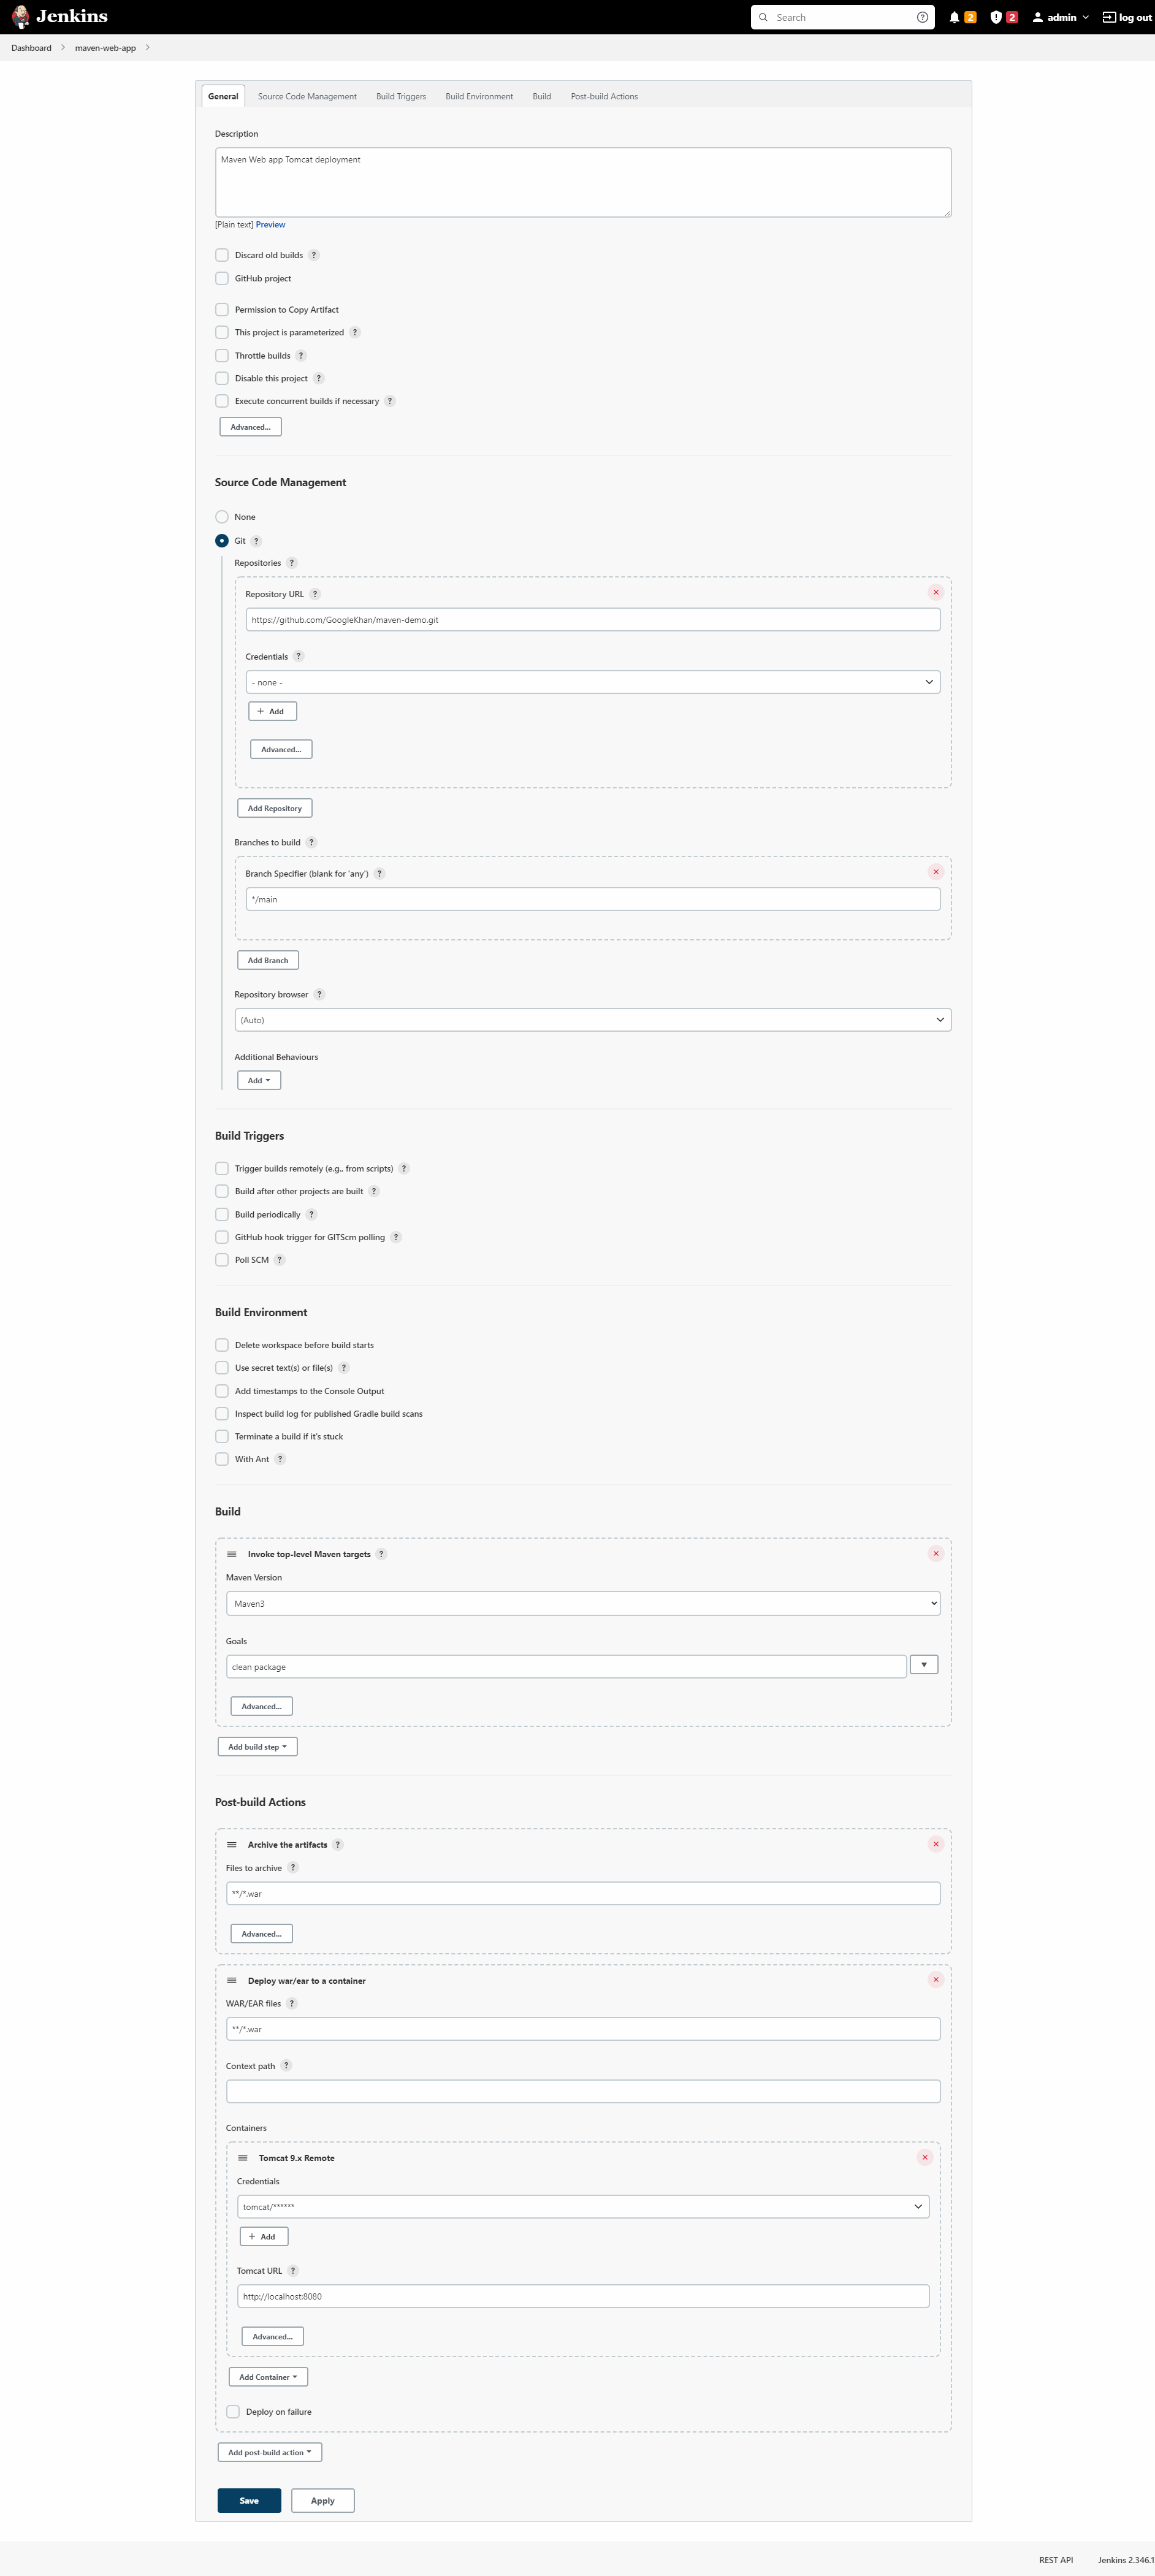 Jenkins
Search
2
2
admin
log out
Dashboard
maven-web-app
General
Source Code Management
Build Triggers
Build Environment
Build
Post-build Actions
Description
Maven Web app Tomcat deployment
[Plain text] Preview
Discard old builds ?
GitHub project
Permission to Copy Artifact
This project is parameterized ?
Throttle builds ?
Disable this project ?
Execute concurrent builds if necessary ?
Advanced...
Source Code Management
None
Git ?
Repositories ?
Repository URL ?
https://github.com/GoogleKhan/maven-demo.git
Credentials ?
- none -
+ Add
Advanced...
Add Repository
Branches to build ?
Branch Specifier (blank for 'any') ?
*/main
Add Branch
Repository browser ?
(Auto)
Additional Behaviours
Add
Build Triggers
Trigger builds remotely (e.g., from scripts) ?
Build after other projects are built ?
Build periodically ?
GitHub hook trigger for GITScm polling ?
Poll SCM ?
Build Environment
Delete workspace before build starts
Use secret text(s) or file(s) ?
Add timestamps to the Console Output
Inspect build log for published Gradle build scans
Terminate a build if it's stuck
With Ant ?
Build
Invoke top-level Maven targets ?
Maven Version
Maven3
Goals
clean package
Advanced...
Add build step
Post-build Actions
Archive the artifacts ?
Files to archive ?
**/*.war
Advanced...
Deploy war/ear to a container
WAR/EAR files ?
**/*.war
Context path ?
Containers
Tomcat 9.x Remote
Credentials
tomcat/******
+ Add
Tomcat URL ?
http://localhost:8080
Advanced...
Add Container
Deploy on failure
Add post-build action
Save
Apply
REST API
Jenkins 2.346.1